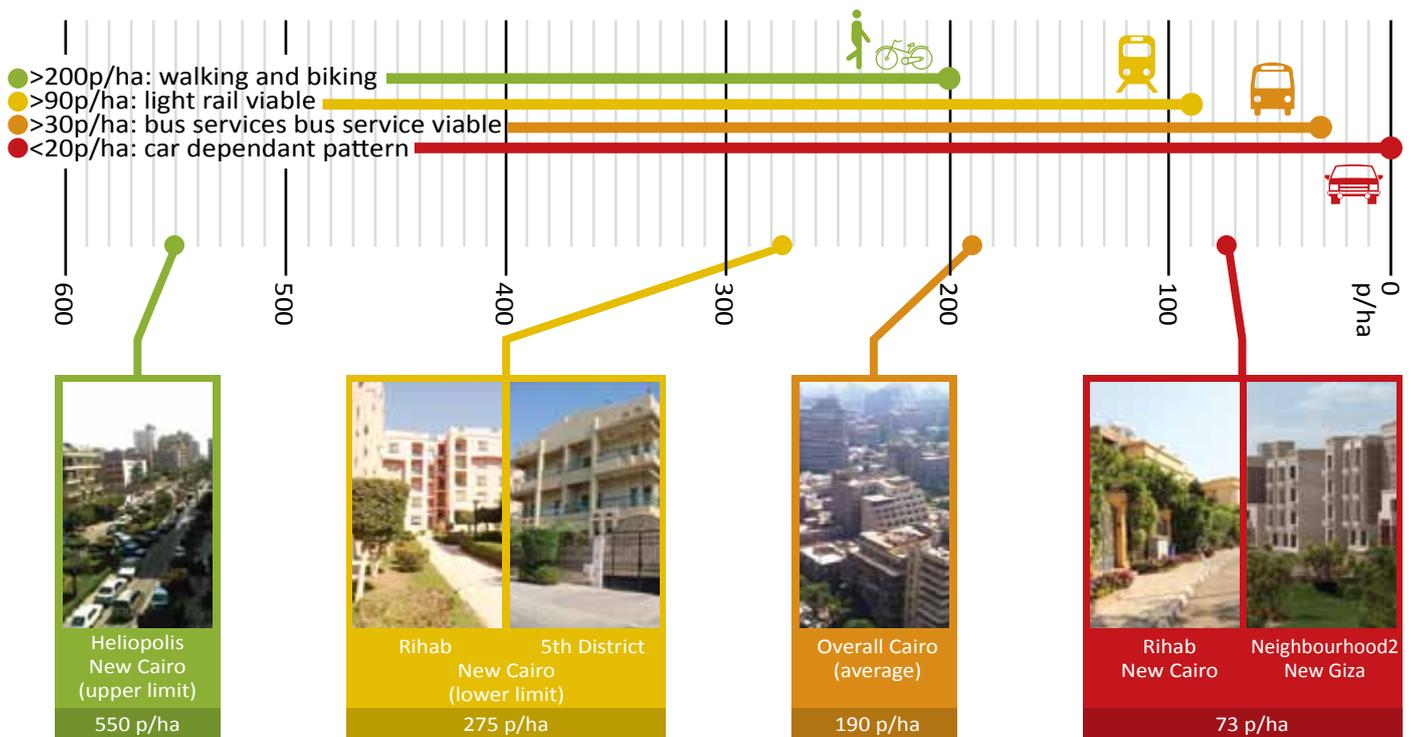 >200p/ha: walking and biking
>90p/ha: light rail viable
>30p/ha: bus services bus service viable
<20p/ha: car dependant pattern
600
500
400
300
200
100
0
p/ha
Heliopolis
New Cairo
(upper limit)
550 p/ha
Rihab
5th District
New Cairo
(lower limit)
275 p/ha
Overall Cairo
(average)
190 p/ha
Rihab
New Cairo
Neighbourhood2
New Giza
73 p/ha